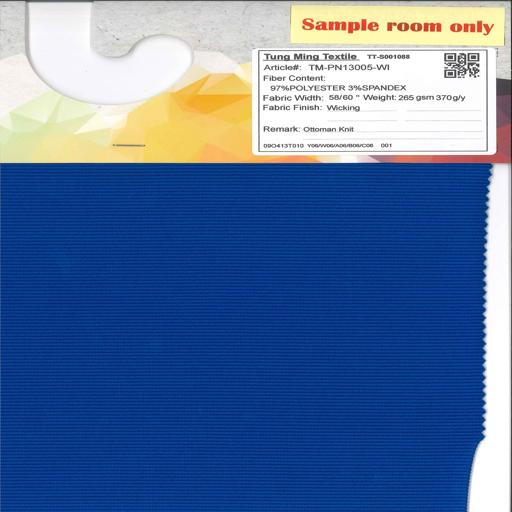 Sample room only
Tung Ming Textile TT-S001088
Article#: TM-PN13005-WI
Fiber Content:
97%POLYESTER 3%SPANDEX
Fabric Width: 58/60 " Weight: 265 gsm 370g/y
Fabric Finish: Wicking
Remark: Ottoman Knit
09O413T010 Y06/W06/A06/B06/C06 001